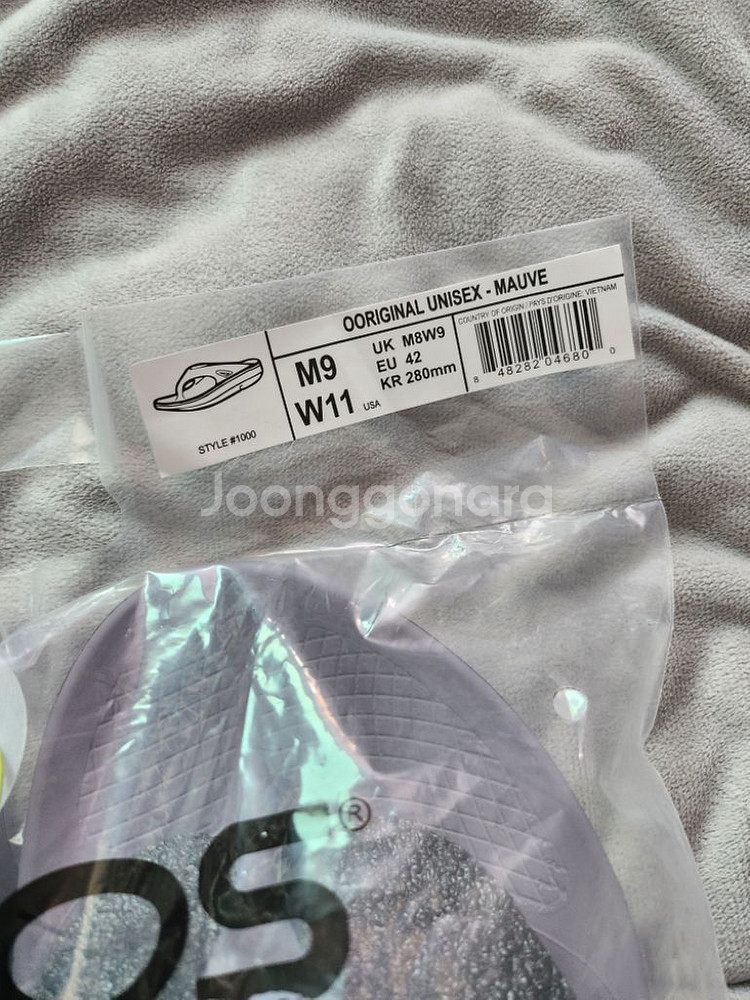 OORIGINAL UNISEX - MAUVE
M9
W11 USA
UK M8W9
EU 42
KR 280mm
COUNTRY OF ORIGIN / PAYS D'ORIGINE: VIETNAM
8 48282 04680 0
STYLE #1000
Joonggonara
OS®